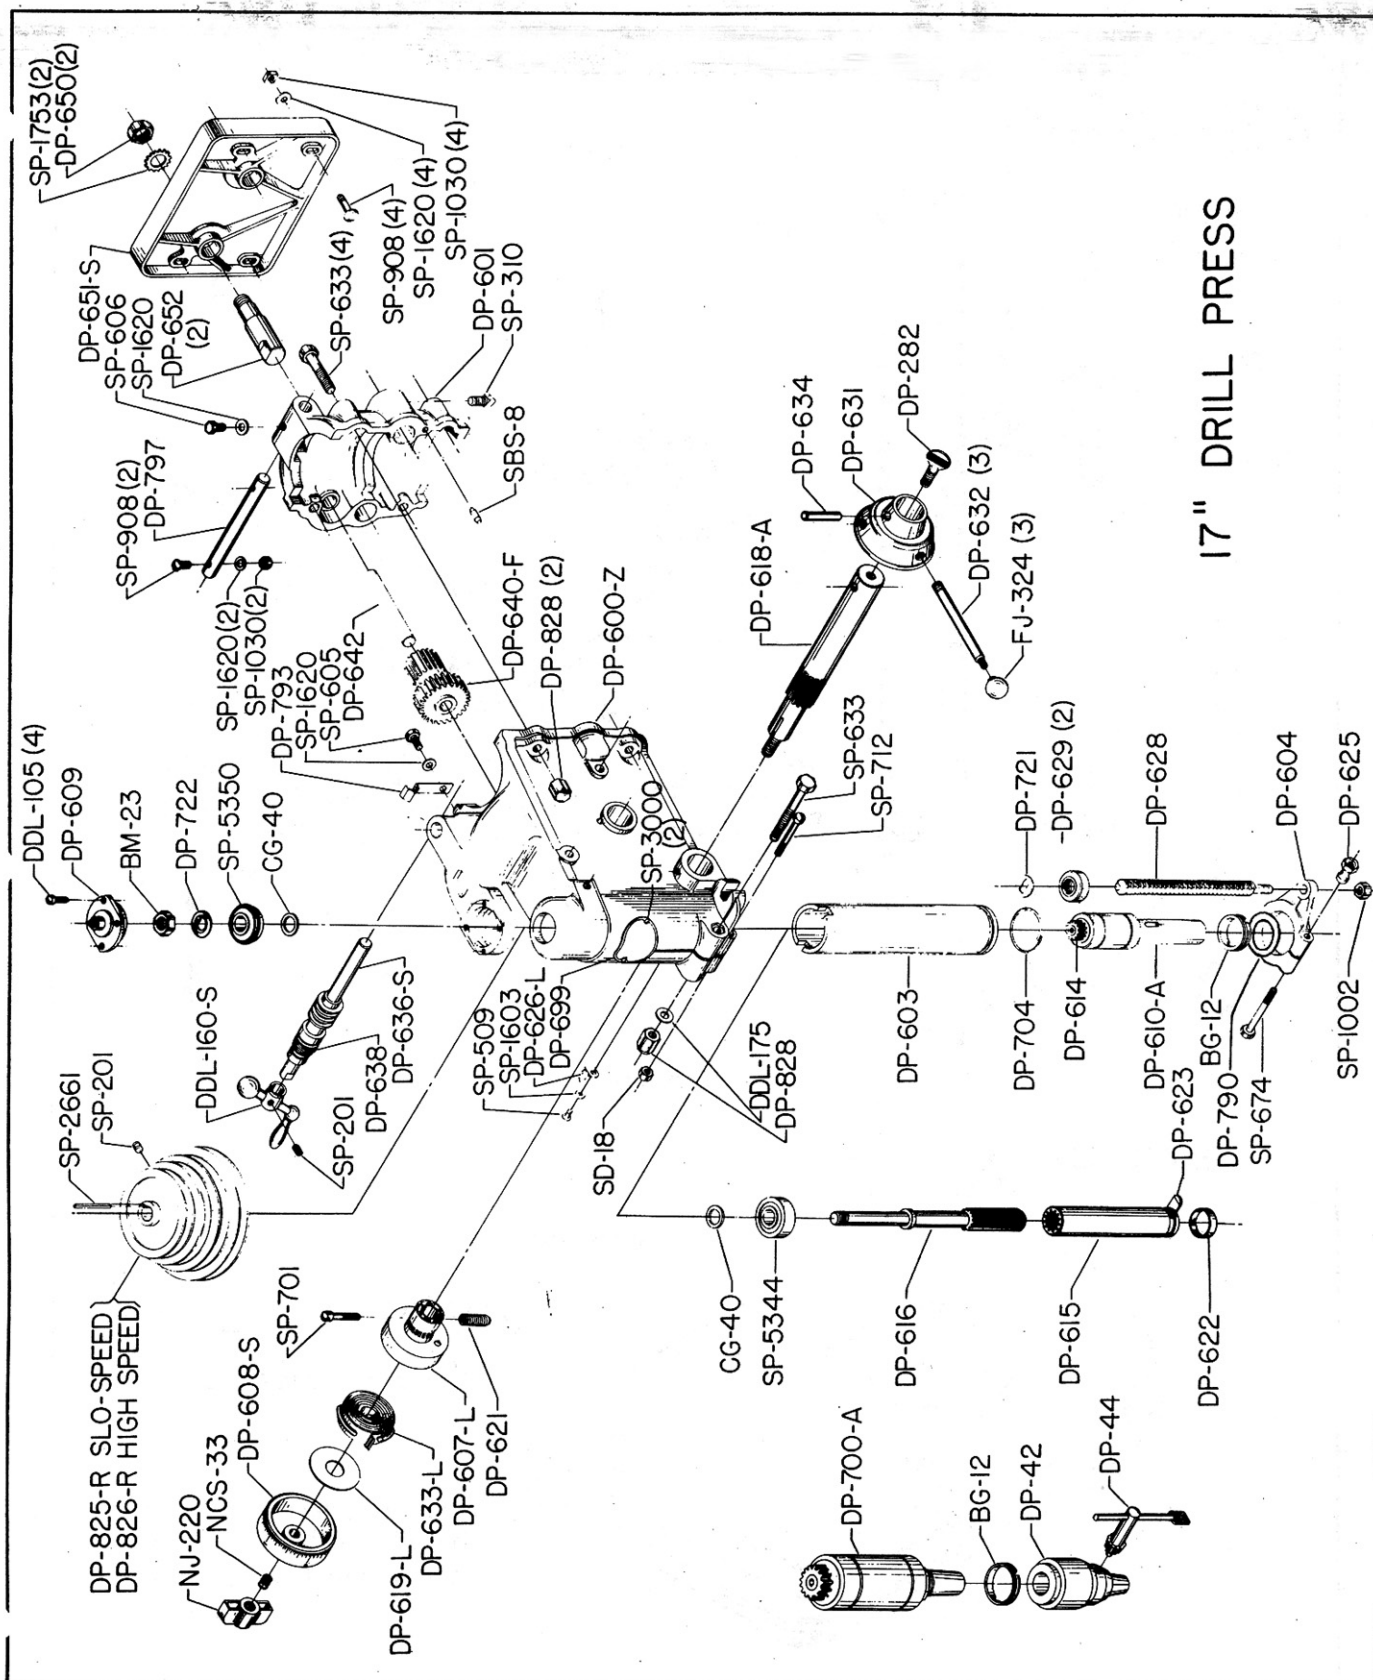 SP-1753(2)
DP-650(2)
DP-651-S
SP-606
SP-1620
DP-652
(2)
SP-908(2)
DP-797
SP-633(4)
SP-908(4)
SP-1620(4)
SP-1030(4)
DP-601
SP-310
SBS-8
SP-1620(2)
SP-1030(2)
DP-793
SP-1620
SP-605
DP-642
DP-640-F
DP-828(2)
DP-600-Z
DP-634
DP-631
DP-282
DP-618-A
DP-632 (3)
FJ-324 (3)
17" DRILL PRESS
DDL-105(4)
DP-609
BM-23
DP-722
SP-5350
CG-40
SP-3000
(2)
SP-633
SP-712
DP-721
DP-629 (2)
DP-628
DP-604
DP-625
DDL-160-S
SP-201
DP-638
DP-636-S
SP-509
SP-1603
DP-626-L
DP-699
SD-18
DDL-175
DP-828
DP-603
DP-704
DP-614
DP-610-A
BG-12
DP-790
SP-674
SP-1002
SP-2661
SP-201
DP-825-R SLO-SPEED
DP-826-R HIGH SPEED
NJ-220
NCS-33
DP-608-S
SP-701
DP-619-L
DP-633-L
DP-607-L
DP-621
CG-40
SP-5344
DP-616
DP-615
DP-623
DP-622
DP-700-A
BG-12
DP-42
DP-44